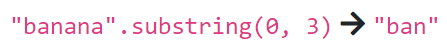 "banana".substring(0, 3) → "ban"